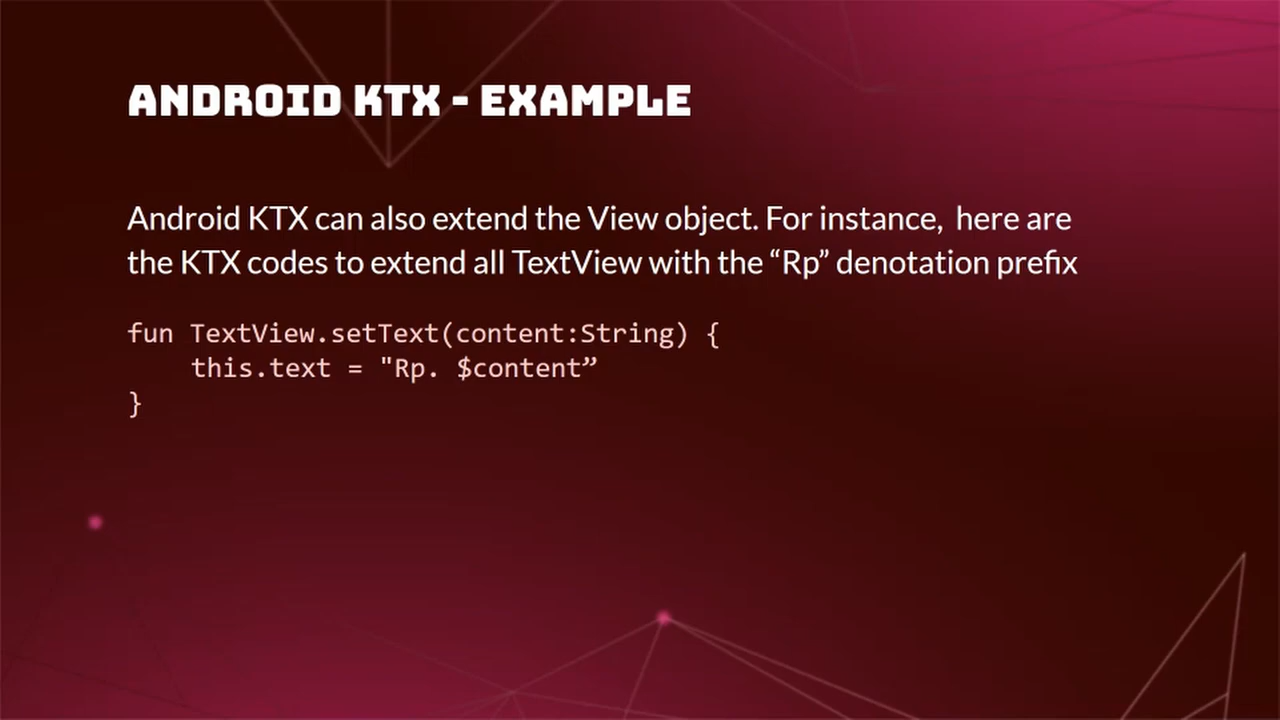 ANDROID KTX - EXAMPLE
Android KTX can also extend the View object. For instance,  here are
the KTX codes to extend all TextView with the “Rp” denotation prefix
fun TextView.setText(content:String) {
    this.text = "Rp. $content”
}